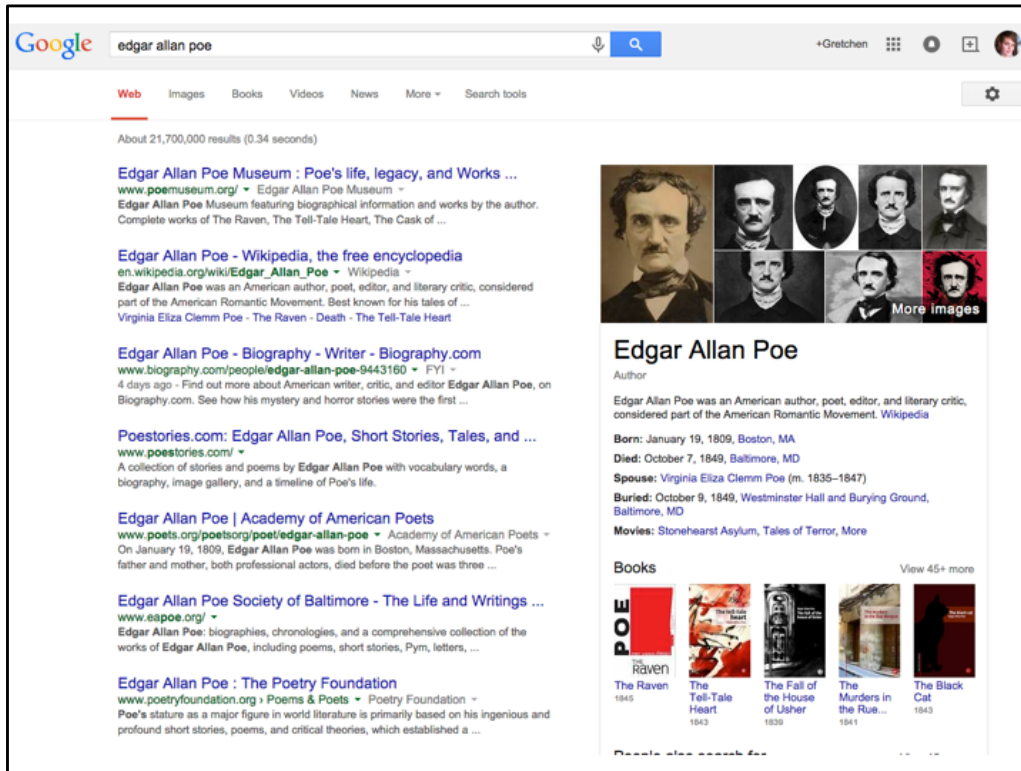 Google
edgar allan poe
+Gretchen
Web Images Books Videos News More Search tools
About 21,700,000 results (0.34 seconds)
Edgar Allan Poe Museum : Poe's life, legacy, and Works ...
www.poemuseum.org/ Edgar Allan Poe Museum
Edgar Allan Poe Museum featuring biographical information and works by the author.
Complete works of The Raven, The Tell-Tale Heart, The Cask of ...
Edgar Allan Poe - Wikipedia, the free encyclopedia
en.wikipedia.org/wiki/Edgar_Allan_Poe Wikipedia
Edgar Allan Poe was an American author, poet, editor, and literary critic, considered
part of the American Romantic Movement. Best known for his tales of ...
Virginia Eliza Clemm Poe - The Raven - Death - The Tell-Tale Heart
Edgar Allan Poe - Biography - Writer - Biography.com
www.biography.com/people/edgar-allan-poe-9443160 FYI
4 days ago - Find out more about American writer, critic, and editor Edgar Allan Poe, on
Biography.com. See how his mystery and horror stories were the first ...
Poestories.com: Edgar Allan Poe, Short Stories, Tales, and ...
www.poestories.com/
A collection of stories and poems by Edgar Allan Poe with vocabulary words, a
biography, image gallery, and a timeline of Poe's life.
Edgar Allan Poe | Academy of American Poets
www.poets.org/poetsorg/poet/edgar-allan-poe Academy of American Poets
On January 19, 1809, Edgar Allan Poe was born in Boston, Massachusetts. Poe's
father and mother, both professional actors, died before the poet was three ...
Edgar Allan Poe Society of Baltimore - The Life and Writings ...
www.eapoe.org/
Edgar Allan Poe: biographies, chronologies, and a comprehensive collection of the
works of Edgar Allan Poe, including poems, short stories, Pym, letters, ...
Edgar Allan Poe : The Poetry Foundation
www.poetryfoundation.org › Poems & Poets Poetry Foundation
Poe's stature as a major figure in world literature is primarily based on his ingenious and
profound short stories, poems, and critical theories, which established a ...
More images
Edgar Allan Poe
Author
Edgar Allan Poe was an American author, poet, editor, and literary critic,
considered part of the American Romantic Movement. Wikipedia
Born: January 19, 1809, Boston, MA
Died: October 7, 1849, Baltimore, MD
Spouse: Virginia Eliza Clemm Poe (m. 1835–1847)
Buried: October 9, 1849, Westminster Hall and Burying Ground,
Baltimore, MD
Movies: Stonehearst Asylum, Tales of Terror, More
Books View 45+ more
POE
THE
RAVEN
The tell-tale
heart
The Raven
1845
The
Tell-Tale
Heart
1843
The Fall of
the House
of Usher
1839
The
Murders in
the Rue...
1841
The Black
Cat
1843
People also search for